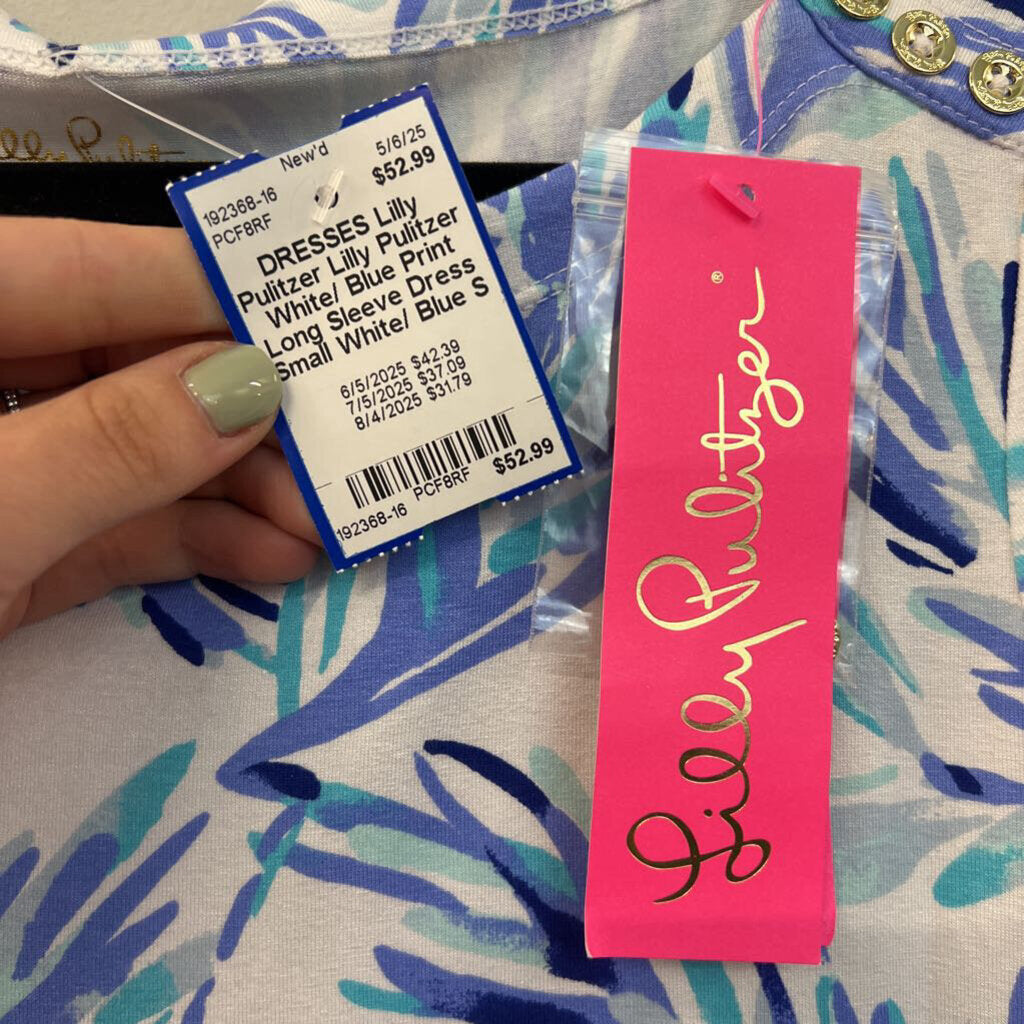 lly Pulitzer
New'd 5/6/25
192368-16 $52.99
PCF8RF
DRESSES Lilly
Pulitzer Lilly Pulitzer
White/ Blue Print
Long Sleeve Dress
Small White/ Blue S
6/5/2025 $42.39
7/5/2025 $37.09
8/4/2025 $31.79
PCF8RF $52.99
192368-16
Lilly Pulitzer®